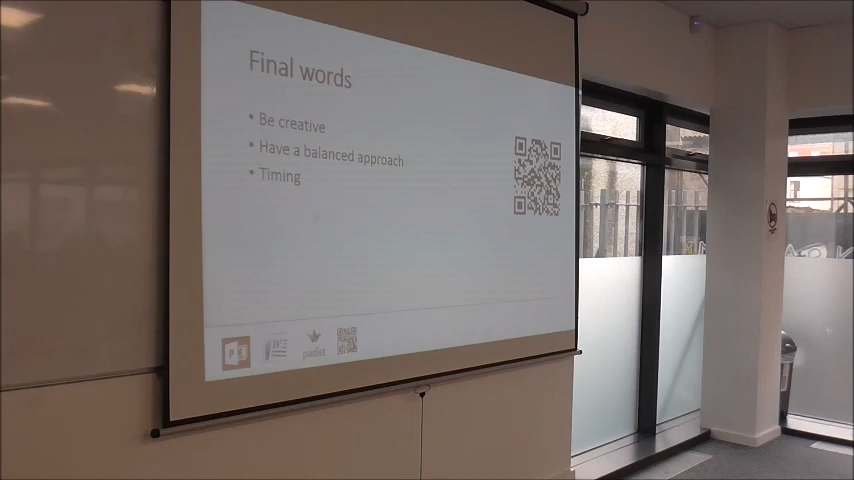 Final words
• Be creative
• Have a balanced approach
• Timing
padlet